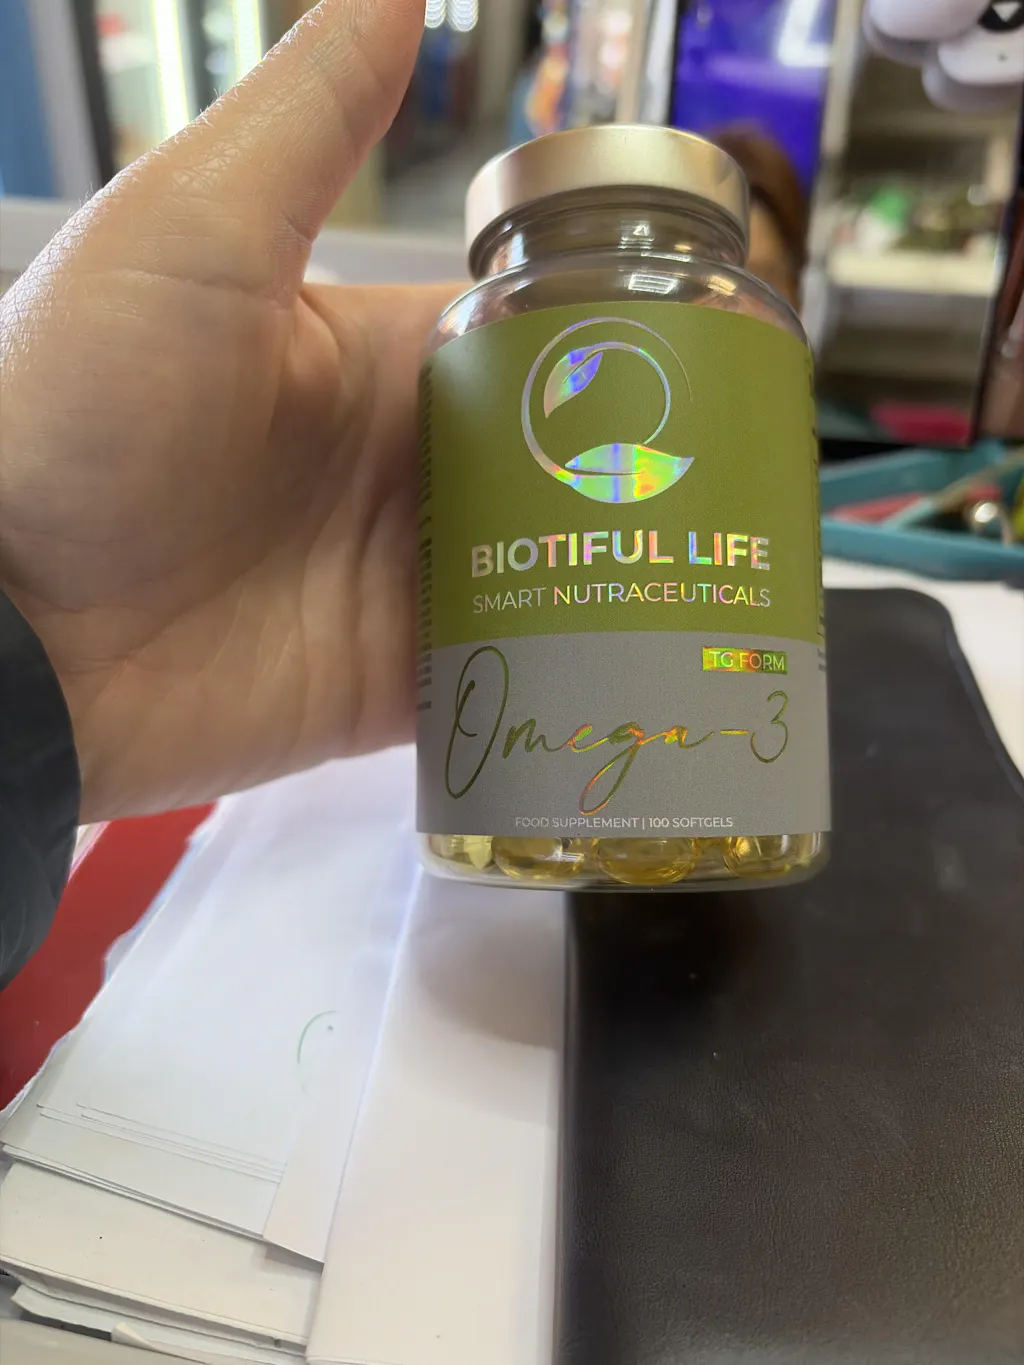 BIOTIFUL LIFE
SMART NUTRACEUTICALS
TG FORM
Omega-3
FOOD SUPPLEMENT | 100 SOFTGELS